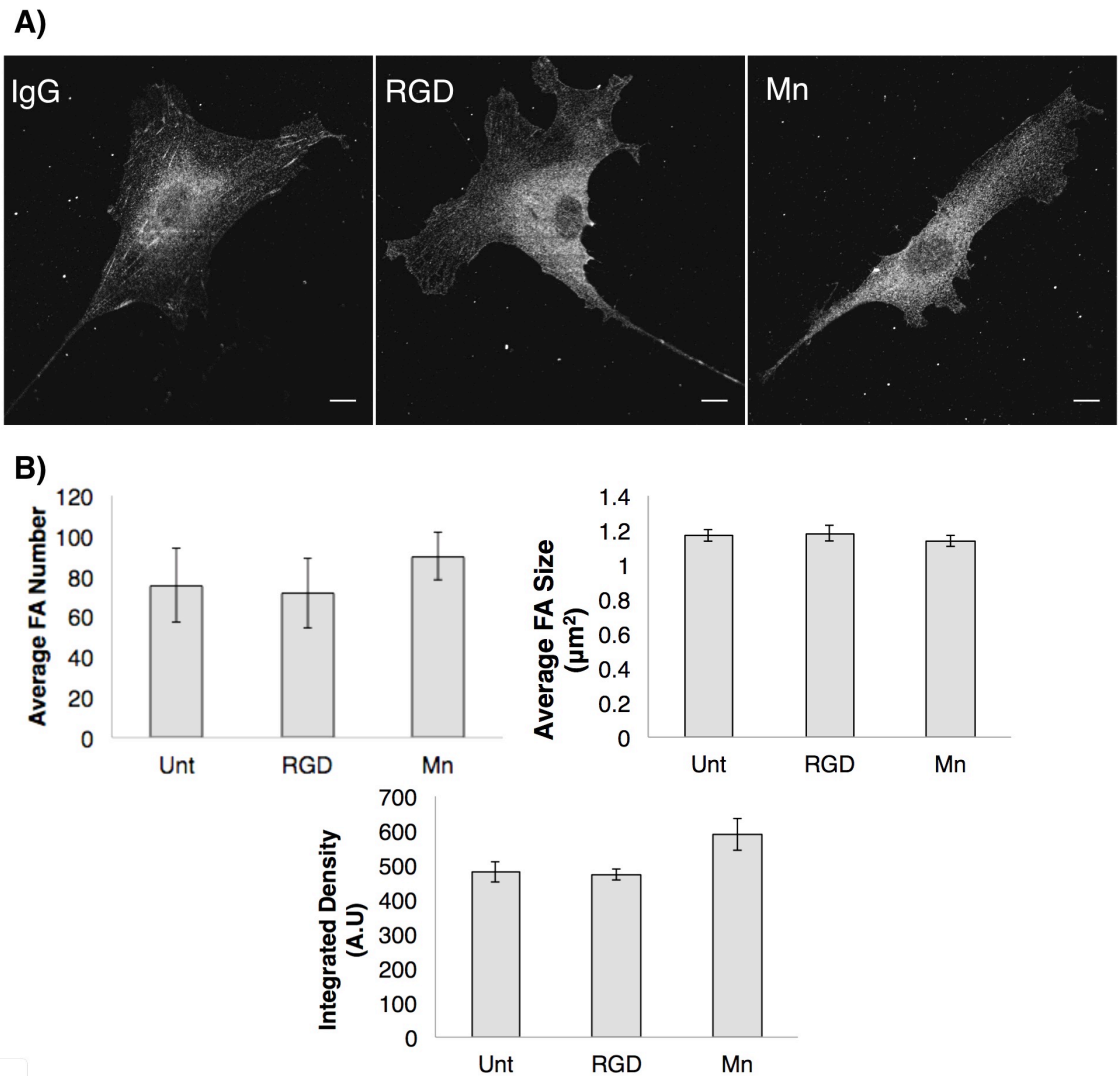 A)
IgG
RGD
Mn
B)
Average FA Number
120
100
80
60
40
20
0
Unt
RGD
Mn
Average FA Size
(µm²)
1.4
1.2
1
0.8
0.6
0.4
0.2
0
Unt
RGD
Mn
Integrated Density
(A.U)
700
600
500
400
300
200
100
0
Unt
RGD
Mn